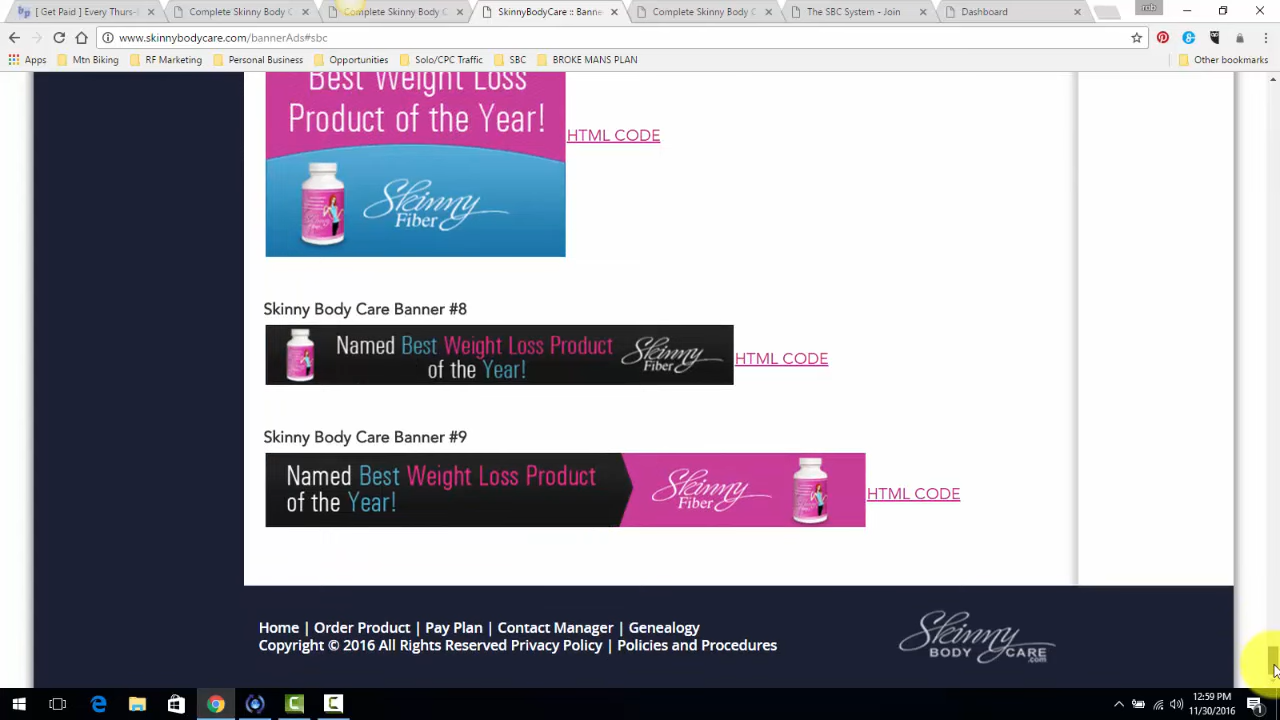 [ Get Paid ] Every Thurs-
Complete Skinny Body C
Complete Skinny Body C
SkinnyBodyCare :: Banne
Complete Skinny Body C
The SBC System - Join
Dashboard
rob
www.skinnybodycare.com/bannerAds#sbc
Apps
Mtn Biking
RF Marketing
Personal Business
Opportunities
Solo/CPC Traffic
SBC
BROKE MANS PLAN
Other bookmarks
Best Weight Loss
Product of the Year!
HTML CODE
Skinny
Fiber
Skinny Body Care Banner #8
Named Best Weight Loss Product
of the Year!
Skinny
Fiber
HTML CODE
Skinny Body Care Banner #9
Named Best Weight Loss Product
of the Year!
Skinny
Fiber
HTML CODE
Home | Order Product | Pay Plan | Contact Manager | Genealogy
Copyright © 2016 All Rights Reserved Privacy Policy | Policies and Procedures
Skinny
BODY CARE
.com
12:59 PM
11/30/2016